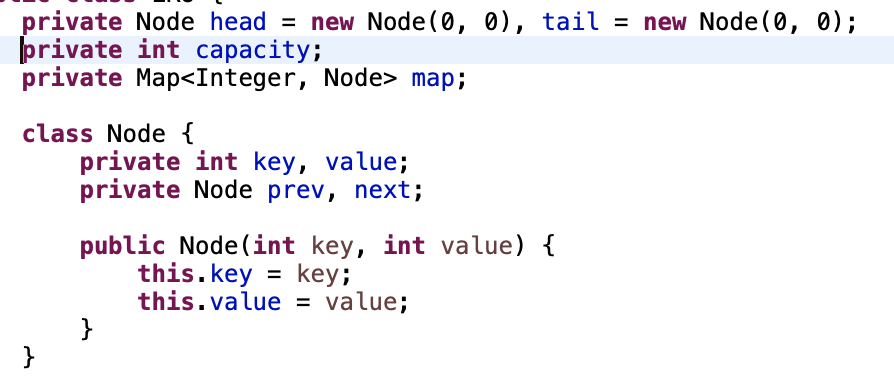 private Node head = new Node(0, 0), tail = new Node(0, 0);
private int capacity;
private Map<Integer, Node> map;
class Node {
private int key, value;
private Node prev, next;
public Node(int key, int value) {
this.key = key;
this.value = value;
}
}